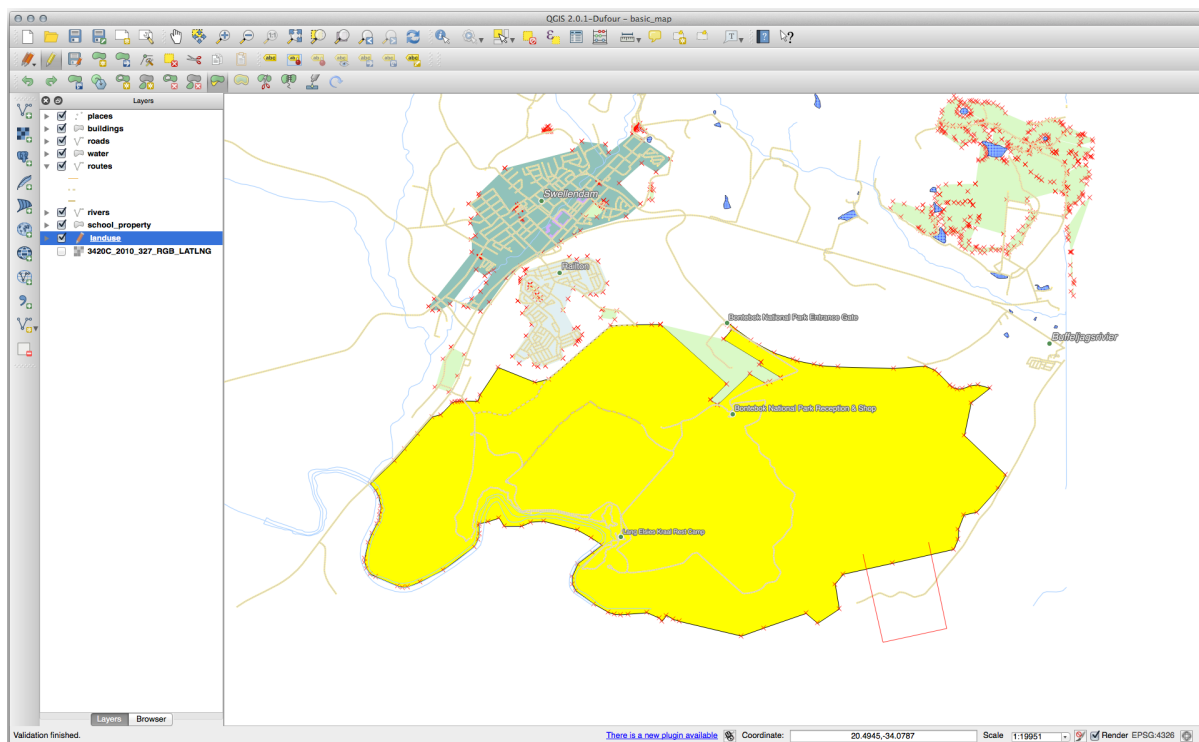 QGIS 2.0.1-Dufour – basic_map
Layers
places
buildings
roads
water
routes
rivers
school_property
landuse
3420C_2010_327_RGB_LATLNG
Swellendam
Railton
Bontebok National Park Entrance Gate
Buffeljagsrivier
Bontebok National Park Reception & Shop
Lang Elsies Kraal Rest Camp
Layers
Browser
Validation finished.
There is a new plugin available
Coordinate:
20.4945,-34.0787
Scale
1:19951
Render
EPSG:4326